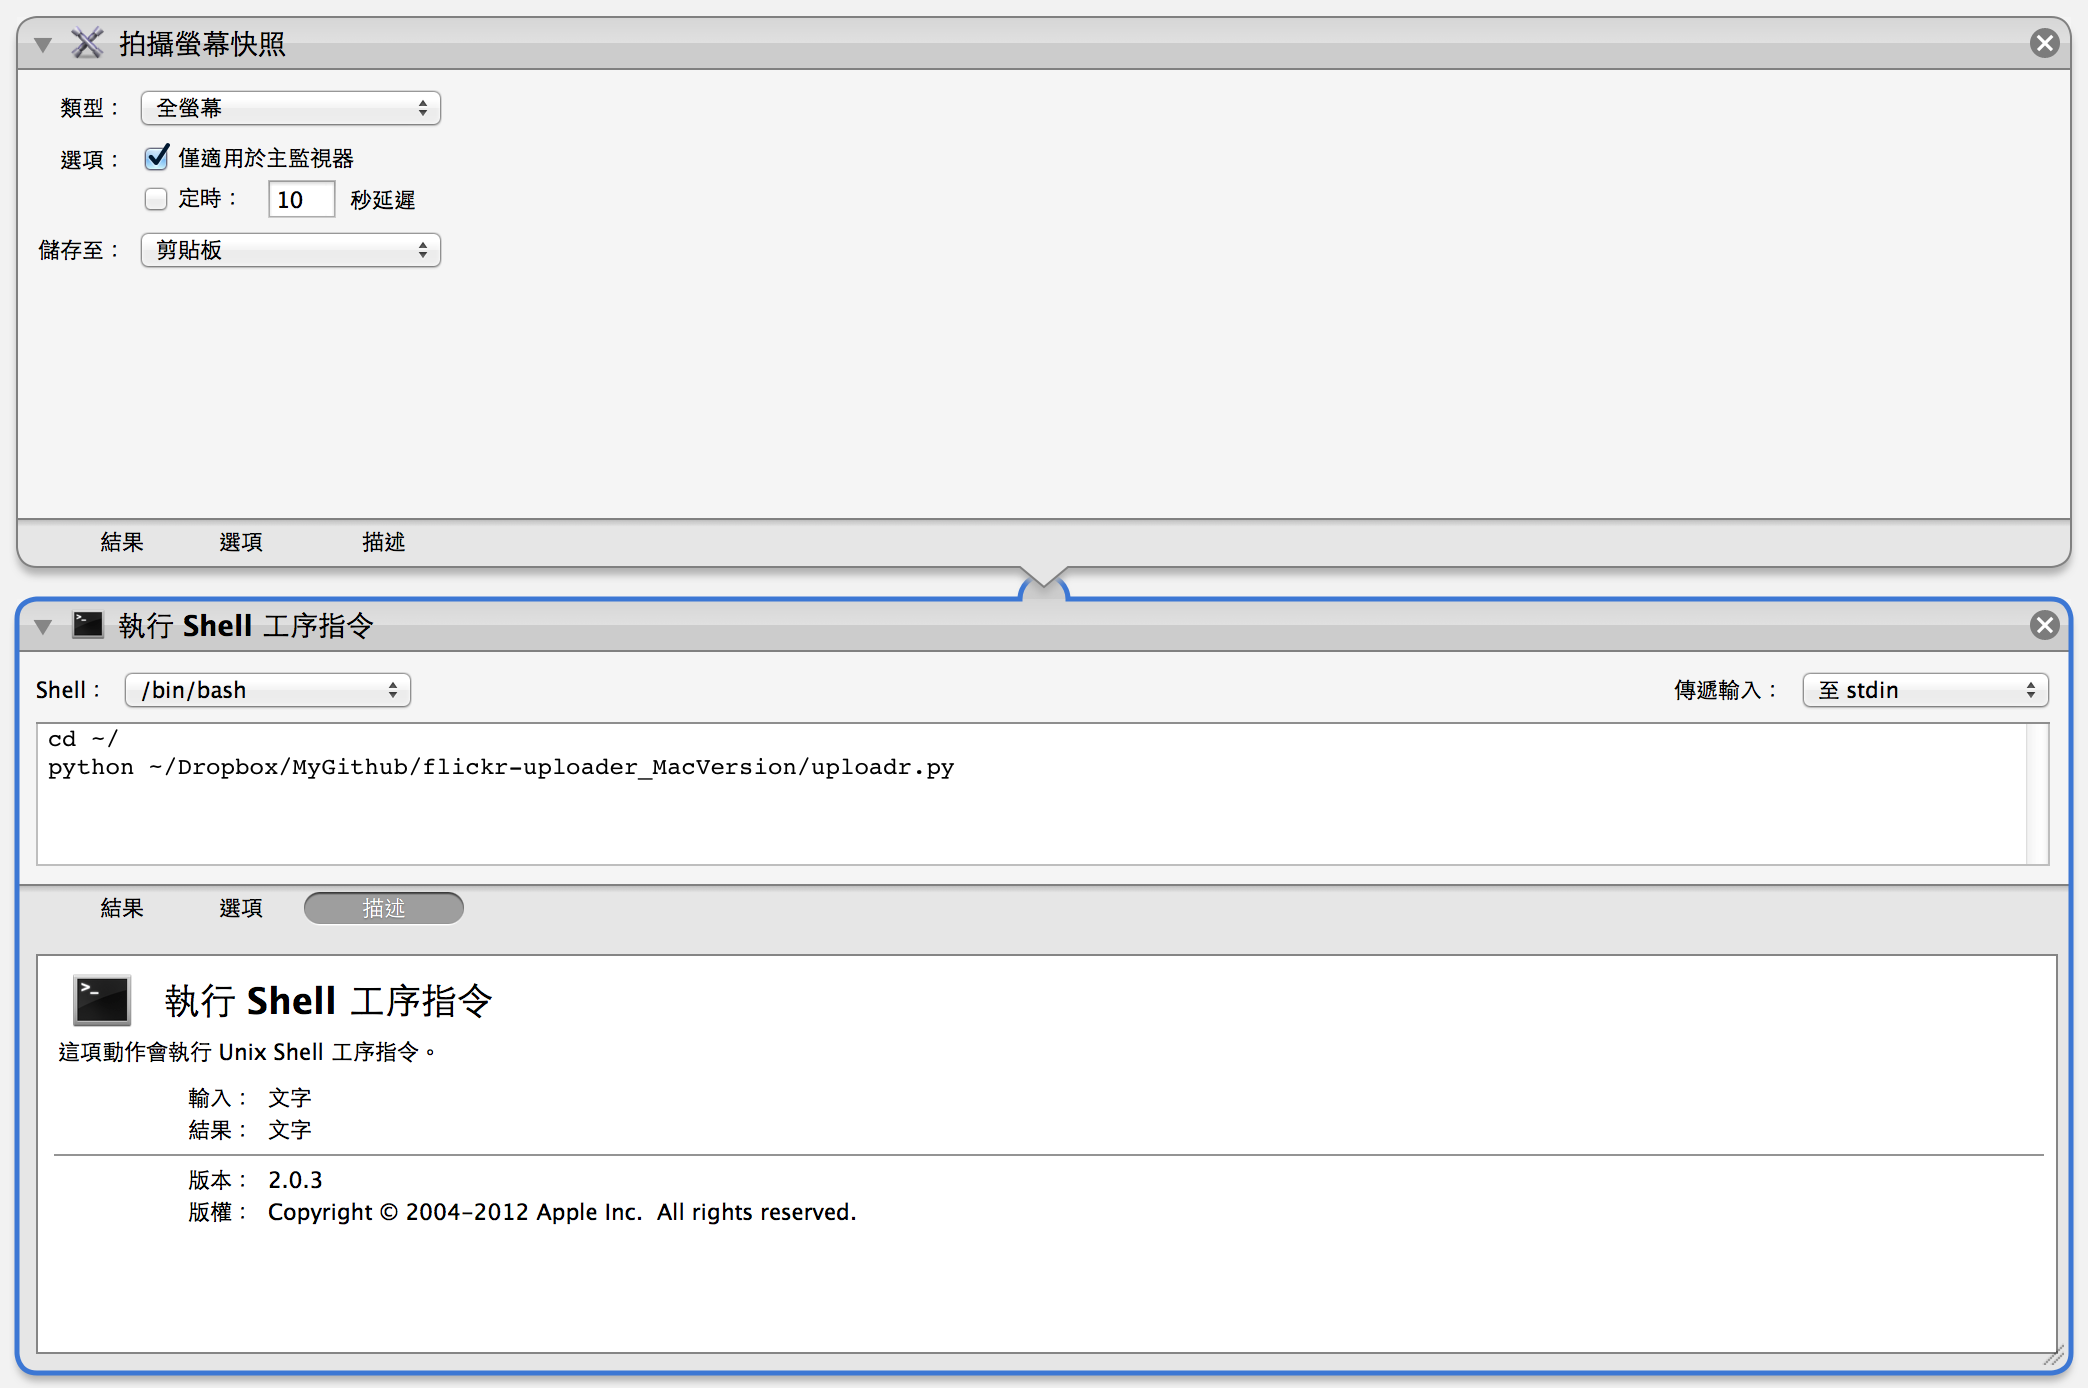 拍攝螢幕快照
類型： 全螢幕
選項： 僅適用於主監視器
定時： 10 秒延遲
儲存至： 剪貼板
結果 選項 描述
執行 Shell 工序指令
Shell： /bin/bash 傳遞輸入： 至 stdin
cd ~/
python ~/Dropbox/MyGithub/flickr-uploader_MacVersion/uploadr.py
結果 選項 描述
>_ 執行 Shell 工序指令
這項動作會執行 Unix Shell 工序指令。
輸入： 文字
結果： 文字
版本： 2.0.3
版權： Copyright © 2004-2012 Apple Inc.  All rights reserved.